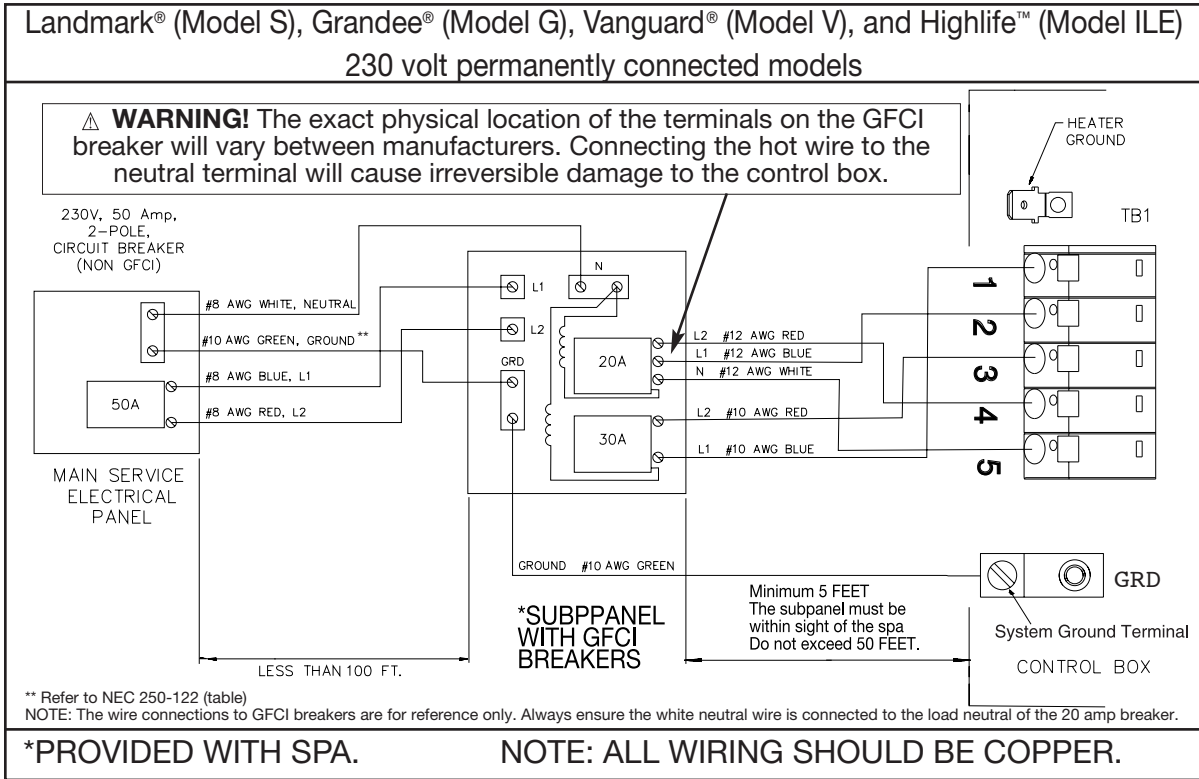 Landmark® (Model S), Grandee® (Model G), Vanguard® (Model V), and Highlife™ (Model ILE)
230 volt permanently connected models
⚠ WARNING! The exact physical location of the terminals on the GFCI
breaker will vary between manufacturers. Connecting the hot wire to the
neutral terminal will cause irreversible damage to the control box.
HEATER
GROUND
TB1
230V, 50 Amp,
2-POLE,
CIRCUIT BREAKER
(NON GFCI)
#8 AWG WHITE, NEUTRAL
#10 AWG GREEN, GROUND**
#8 AWG BLUE, L1
#8 AWG RED, L2
50A
MAIN SERVICE
ELECTRICAL
PANEL
N
L1
L2
GRD
20A
30A
L2 #12 AWG RED
L1 #12 AWG BLUE
N #12 AWG WHITE
L2 #10 AWG RED
L1 #10 AWG BLUE
1
2
3
4
5
GROUND #10 AWG GREEN
*SUBPPANEL
WITH GFCI
BREAKERS
Minimum 5 FEET
The subpanel must be
within sight of the spa
Do not exceed 50 FEET.
GRD
System Ground Terminal
CONTROL BOX
LESS THAN 100 FT.
** Refer to NEC 250-122 (table)
NOTE: The wire connections to GFCI breakers are for reference only. Always ensure the white neutral wire is connected to the load neutral of the 20 amp breaker.
*PROVIDED WITH SPA. NOTE: ALL WIRING SHOULD BE COPPER.